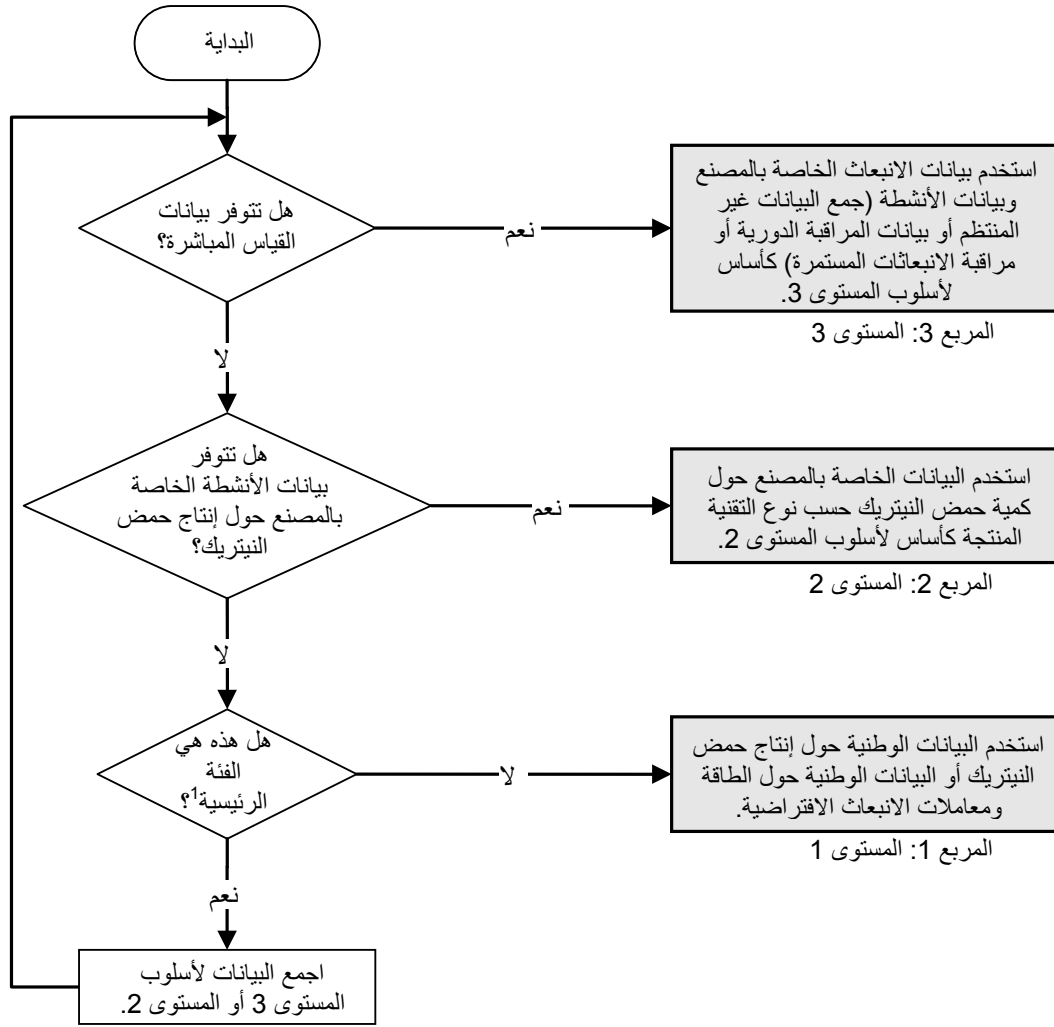 البداية
هل تتوفر بيانات
القياس المباشرة؟
نعم
استخدم بيانات الانبعاث الخاصة بالمصنع
وبيانات الأنشطة (جمع البيانات غير
المنتظم أو بيانات المراقبة الدورية أو
مراقبة الانبعاثات المستمرة) كأساس
لأسلوب المستوى 3.
المربع 3: المستوى 3
لا
هل تتوفر
بيانات الأنشطة الخاصة
بالمصنع حول إنتاج حمض
النيتريك؟
نعم
استخدم البيانات الخاصة بالمصنع حول
كمية حمض النيتريك حسب نوع التقنية
المنتجة كأساس لأسلوب المستوى 2.
المربع 2: المستوى 2
لا
هل هذه هي
الفئة
الرئيسية1؟
لا
استخدم البيانات الوطنية حول إنتاج حمض
النيتريك أو البيانات الوطنية حول الطاقة
ومعاملات الانبعاث الافتراضية.
المربع 1: المستوى 1
نعم
اجمع البيانات لأسلوب
المستوى 3 أو المستوى 2.